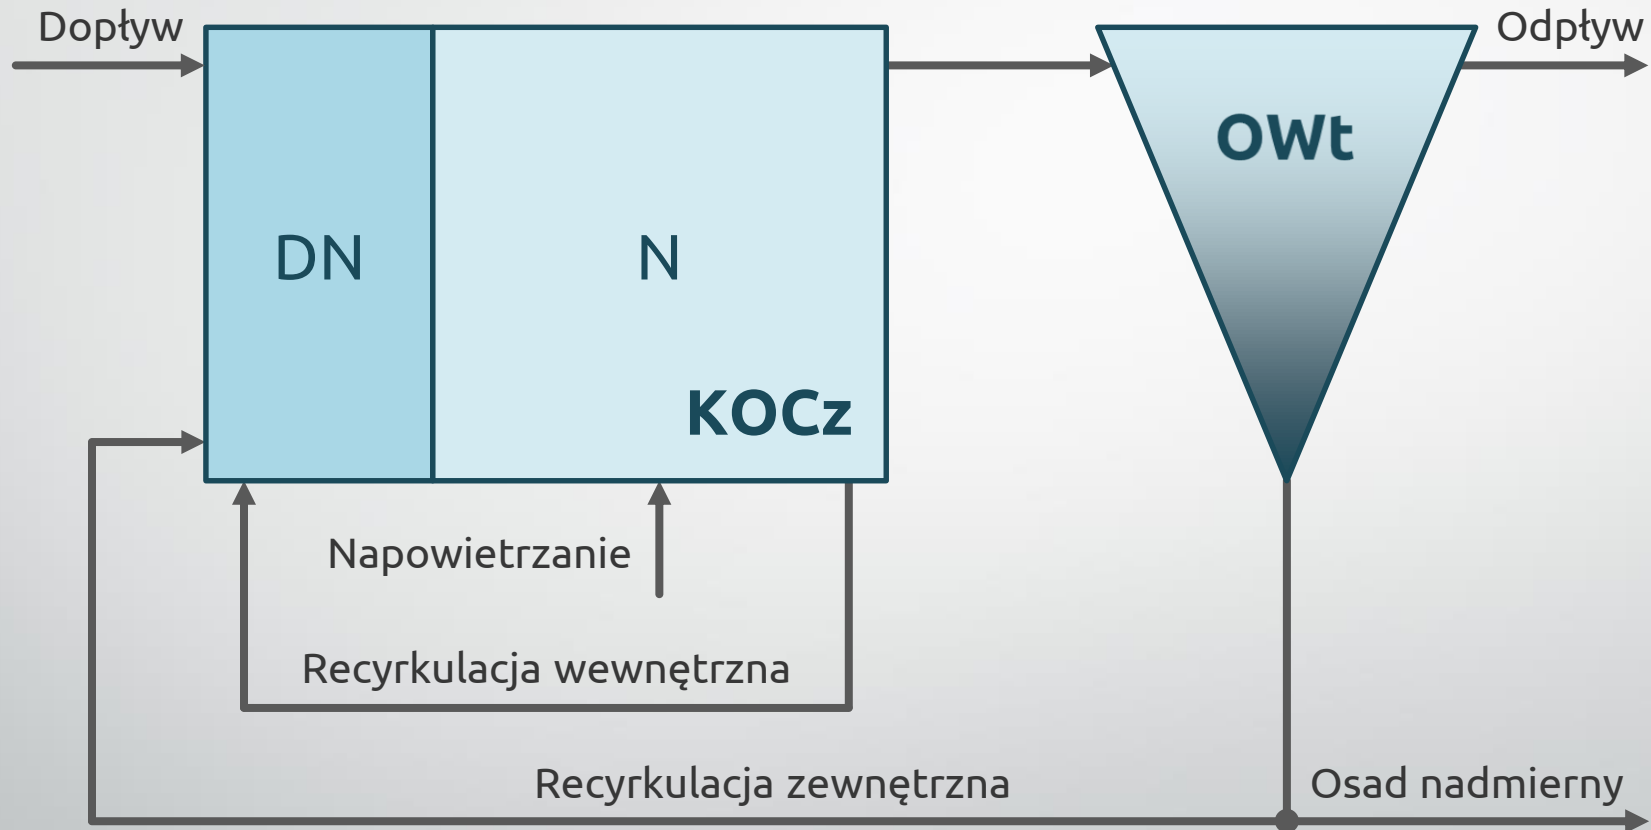 Dopływ
Odpływ
OWt
DN
N
KOCz
Napowietrzanie
Recyrkulacja wewnętrzna
Recyrkulacja zewnętrzna
Osad nadmierny